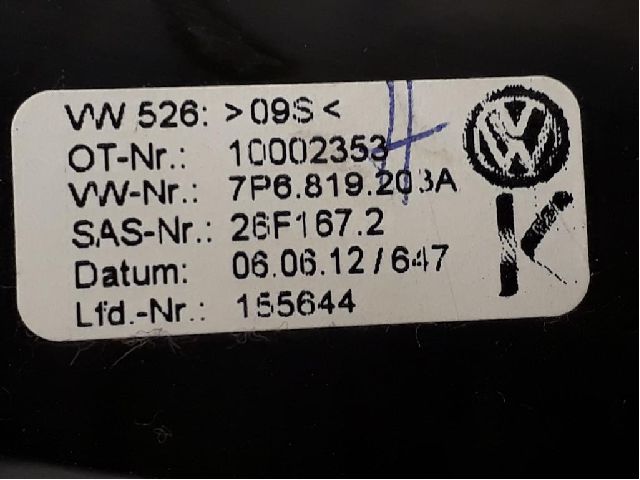 VW 526: >09S<
OT-Nr.: 10002353
VW-Nr.: 7P6.819.203A
SAS-Nr.: 26F167.2
Datum: 06.06.12/647
Lfd.-Nr.: 155644
VW
K